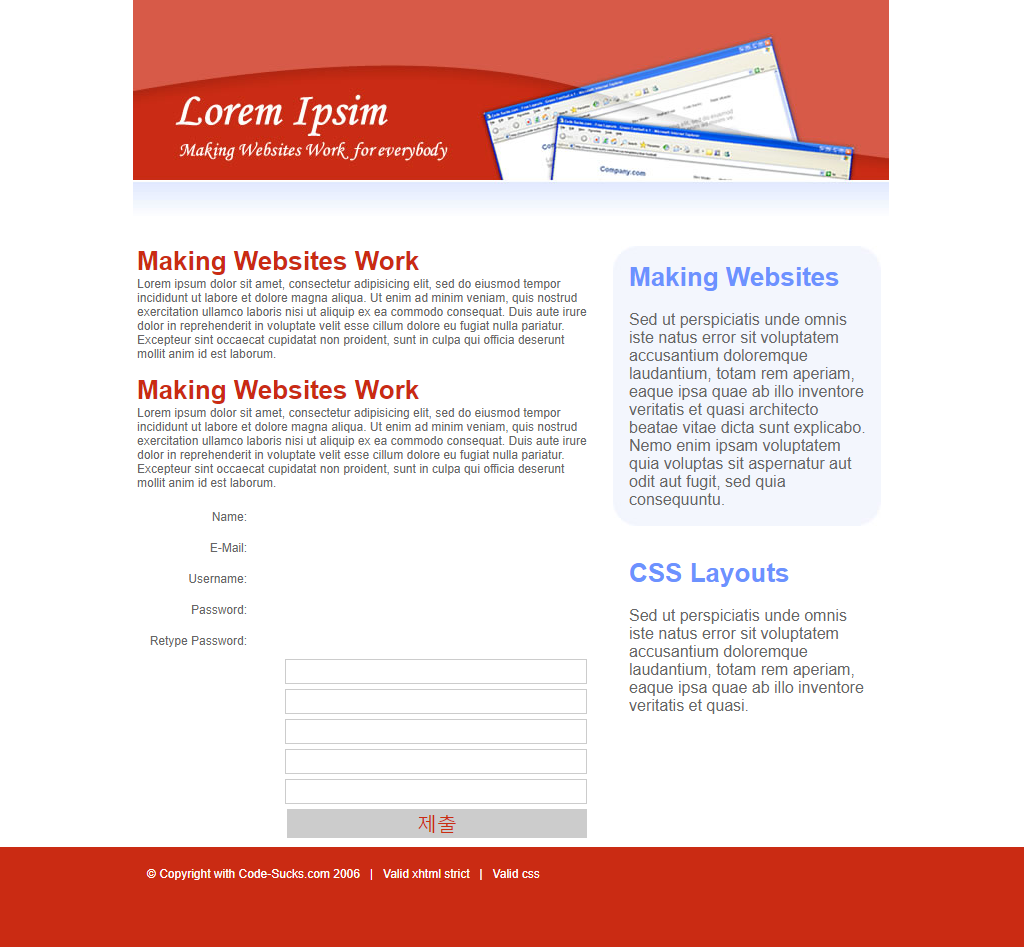 Lorem Ipsim
Making Websites Work for everybody
Company.com
Making Websites Work
Lorem ipsum dolor sit amet, consectetur adipisicing elit, sed do eiusmod tempor
incididunt ut labore et dolore magna aliqua. Ut enim ad minim veniam, quis nostrud
exercitation ullamco laboris nisi ut aliquip ex ea commodo consequat. Duis aute irure
dolor in reprehenderit in voluptate velit esse cillum dolore eu fugiat nulla pariatur.
Excepteur sint occaecat cupidatat non proident, sunt in culpa qui officia deserunt
mollit anim id est laborum.
Making Websites Work
Lorem ipsum dolor sit amet, consectetur adipisicing elit, sed do eiusmod tempor
incididunt ut labore et dolore magna aliqua. Ut enim ad minim veniam, quis nostrud
exercitation ullamco laboris nisi ut aliquip ex ea commodo consequat. Duis aute irure
dolor in reprehenderit in voluptate velit esse cillum dolore eu fugiat nulla pariatur.
Excepteur sint occaecat cupidatat non proident, sunt in culpa qui officia deserunt
mollit anim id est laborum.
Name:
E-Mail:
Username:
Password:
Retype Password:
제출
Making Websites
Sed ut perspiciatis unde omnis
iste natus error sit voluptatem
accusantium doloremque
laudantium, totam rem aperiam,
eaque ipsa quae ab illo inventore
veritatis et quasi architecto
beatae vitae dicta sunt explicabo.
Nemo enim ipsam voluptatem
quia voluptas sit aspernatur aut
odit aut fugit, sed quia
consequuntu.
CSS Layouts
Sed ut perspiciatis unde omnis
iste natus error sit voluptatem
accusantium doloremque
laudantium, totam rem aperiam,
eaque ipsa quae ab illo inventore
veritatis et quasi.
© Copyright with Code-Sucks.com 2006 | Valid xhtml strict | Valid css